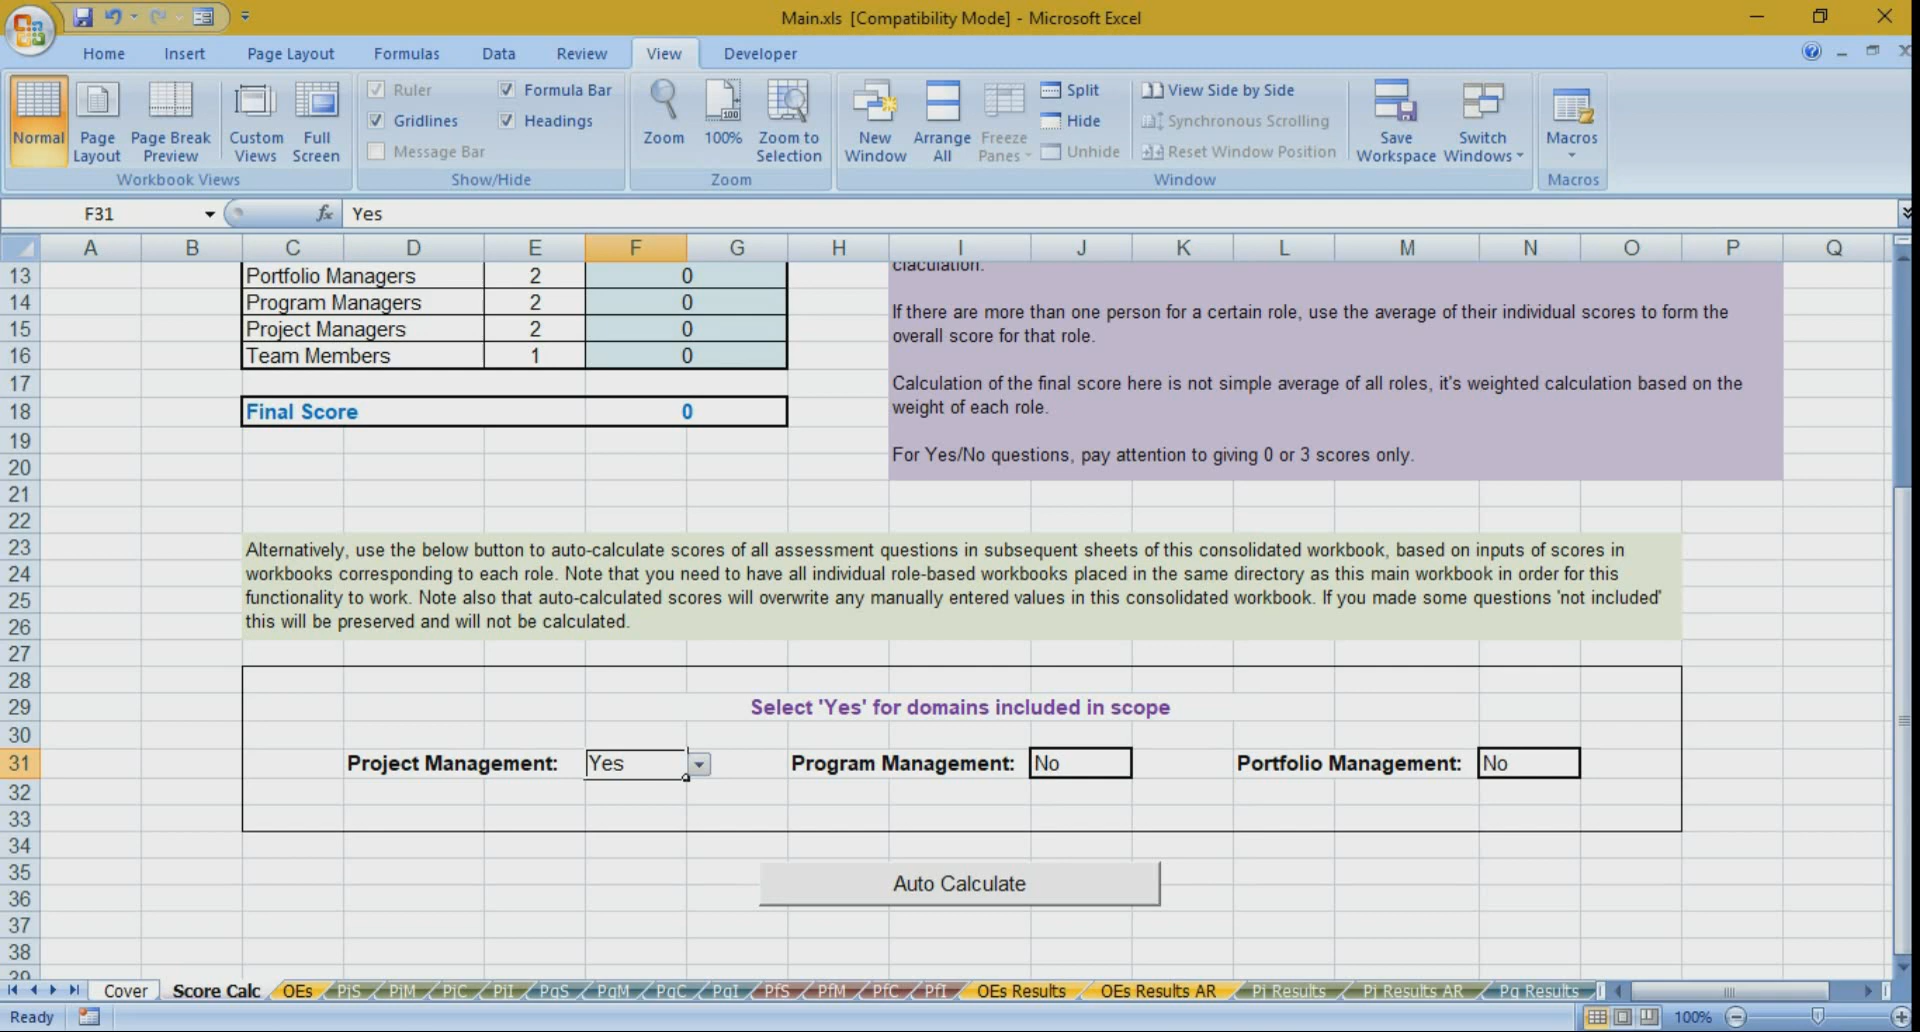 Main.xls [Compatibility Mode] - Microsoft Excel
Home Insert Page Layout Formulas Data Review View Developer
Normal
Page Layout
Page Break Preview
Custom Views
Full Screen
Workbook Views
Ruler
Formula Bar
Gridlines
Headings
Message Bar
Show/Hide
Zoom
100%
Zoom to Selection
Zoom
New Window
Arrange All
Freeze Panes
Split
Hide
Unhide
View Side by Side
Synchronous Scrolling
Reset Window Position
Save Workspace
Switch Windows
Window
Macros
Macros
F31 fx Yes
A B C D E F G H I J K L M N O P Q
13 Portfolio Managers 2 0
14 Program Managers 2 0
15 Project Managers 2 0
16 Team Members 1 0
17
18 Final Score 0
19
20
21
22
claculation.
If there are more than one person for a certain role, use the average of their individual scores to form the
overall score for that role.
Calculation of the final score here is not simple average of all roles, it's weighted calculation based on the
weight of each role.
For Yes/No questions, pay attention to giving 0 or 3 scores only.
23
24
25
26
Alternatively, use the below button to auto-calculate scores of all assessment questions in subsequent sheets of this consolidated workbook, based on inputs of scores in
workbooks corresponding to each role. Note that you need to have all individual role-based workbooks placed in the same directory as this main workbook in order for this
functionality to work. Note also that auto-calculated scores will overwrite any manually entered values in this consolidated workbook. If you made some questions 'not included'
this will be preserved and will not be calculated.
27
28
29 Select 'Yes' for domains included in scope
30
31 Project Management: Yes Program Management: No Portfolio Management: No
32
33
34
35
36
Auto Calculate
37
38
39
Cover Score Calc OEs PjS PjM PjC PjI PgS PgM PgC PgI PfS PfM PfC PfI OEs Results OEs Results AR Pj Results Pj Results AR Pg Results
Ready 100%